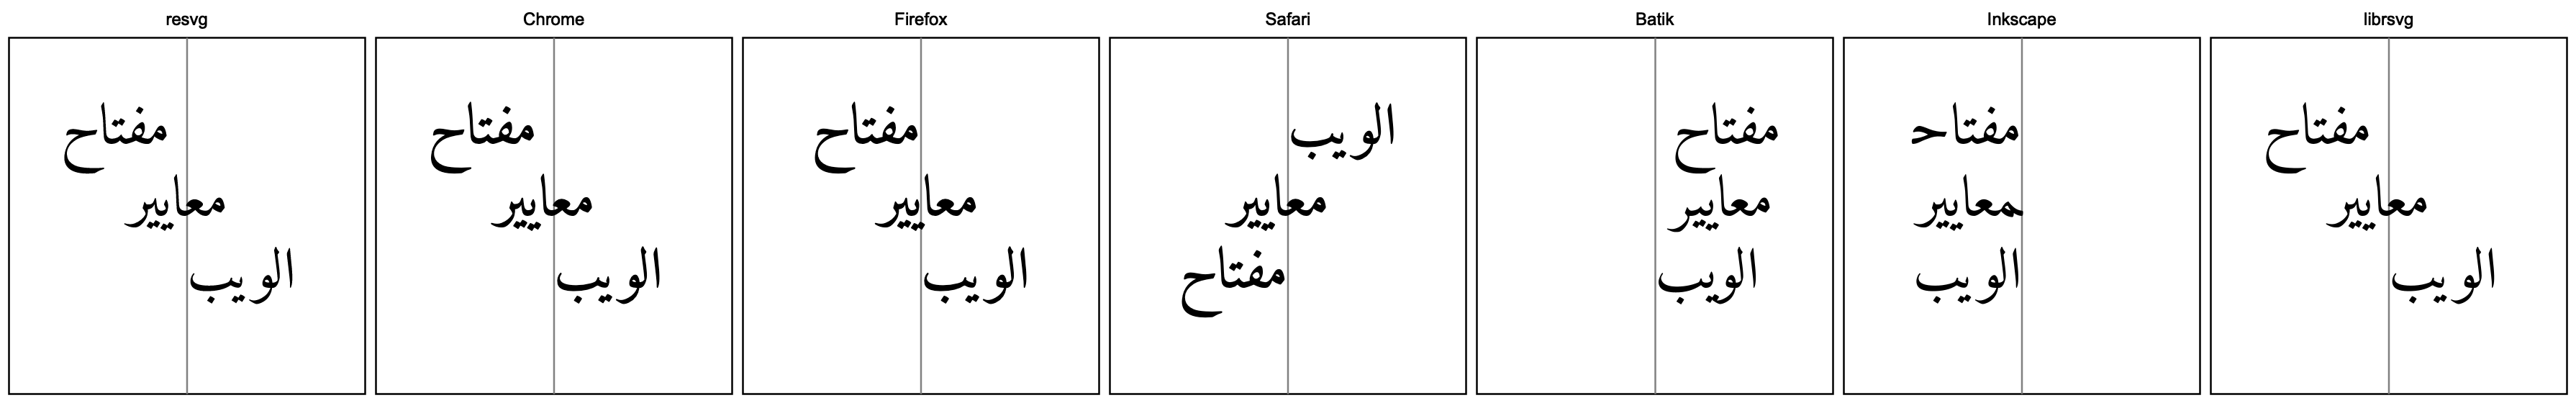 resvg
مفتاح
معايير
الويب
Chrome
مفتاح
معايير
الويب
Firefox
مفتاح
معايير
الويب
Safari
الويب
معايير
مفتاح
Batik
مفتاح
معايير
الويب
Inkscape
مفتاح
معايير
الويب
librsvg
مفتاح
معايير
الويب